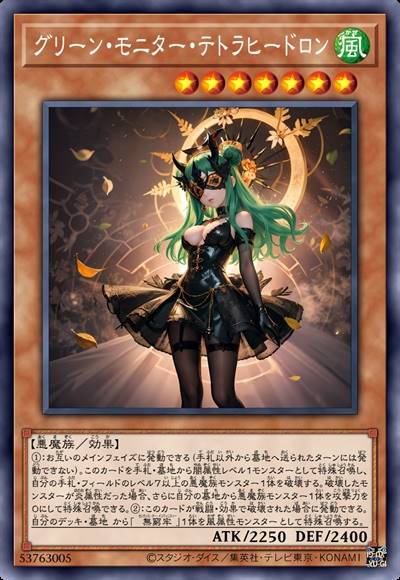 グリーン・モニター・テトラヒードロン
風
【悪魔族／効果】
①：お互いのメインフェイズに発動できる（手札以外から墓地へ送られたターンには発
動できない）。このカードを手札・墓地から闇属性レベル1モンスターとして特殊召喚し、
自分の手札・フィールドのレベル7以上の悪魔族モンスター1体を破壊する。破壊したモ
ンスターが炎属性だった場合、さらに自分の墓地から悪魔族モンスター1体を攻撃力を
0にして特殊召喚できる。②：このカードが戦闘・効果で破壊された場合に発動できる。
自分のデッキ・墓地 から「 無窮牢 」1体を風属性モンスターとして特殊召喚する。
ATK/2250 DEF/2400
53763005
©スタジオ・ダイス／集英社・テレビ東京・KONAMI